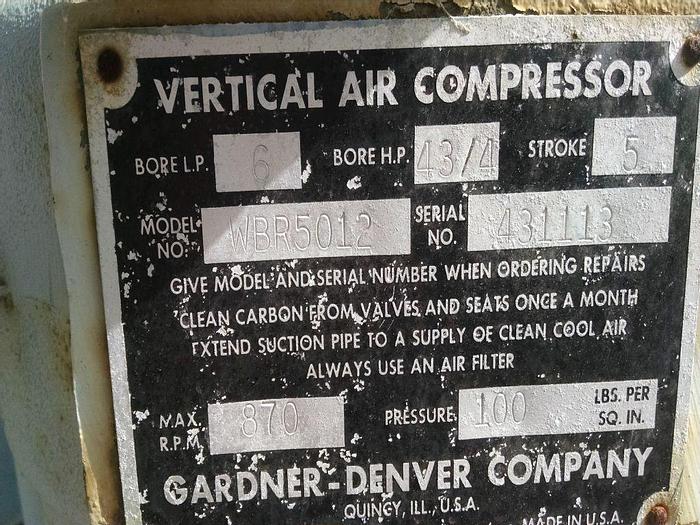 VERTICAL AIR COMPRESSOR
BORE L.P. 6 BORE H.P. 43/4 STROKE 5
MODEL NO. WBR5012 SERIAL NO. 431113
GIVE MODEL AND SERIAL NUMBER WHEN ORDERING REPAIRS
CLEAN CARBON FROM VALVES AND SEATS ONCE A MONTH
EXTEND SUCTION PIPE TO A SUPPLY OF CLEAN COOL AIR
ALWAYS USE AN AIR FILTER
MAX. R.P.M. 870 PRESSURE 100 LBS. PER SQ. IN.
GARDNER-DENVER COMPANY
QUINCY, ILL., U.S.A.
MADE IN U.S.A.